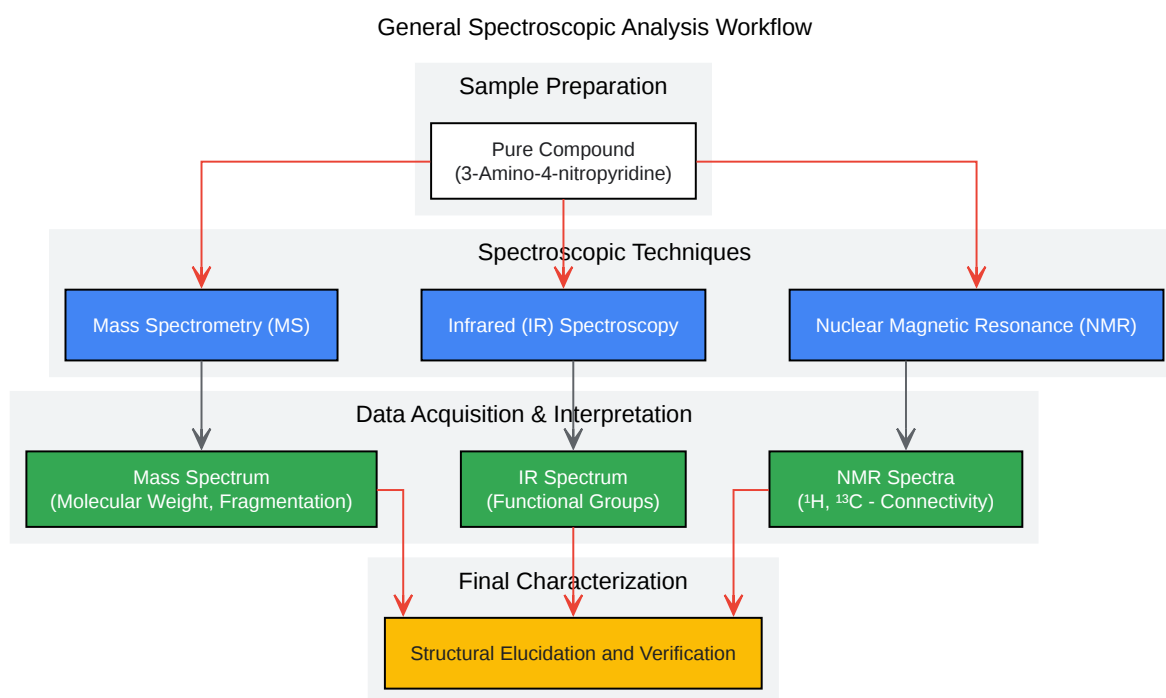 General Spectroscopic Analysis Workflow
Sample Preparation
Pure Compound
(3-Amino-4-nitropyridine)
Spectroscopic Techniques
Mass Spectrometry (MS)
Infrared (IR) Spectroscopy
Nuclear Magnetic Resonance (NMR)
Data Acquisition & Interpretation
Mass Spectrum
(Molecular Weight, Fragmentation)
IR Spectrum
(Functional Groups)
NMR Spectra
(¹H, ¹³C - Connectivity)
Final Characterization
Structural Elucidation and Verification